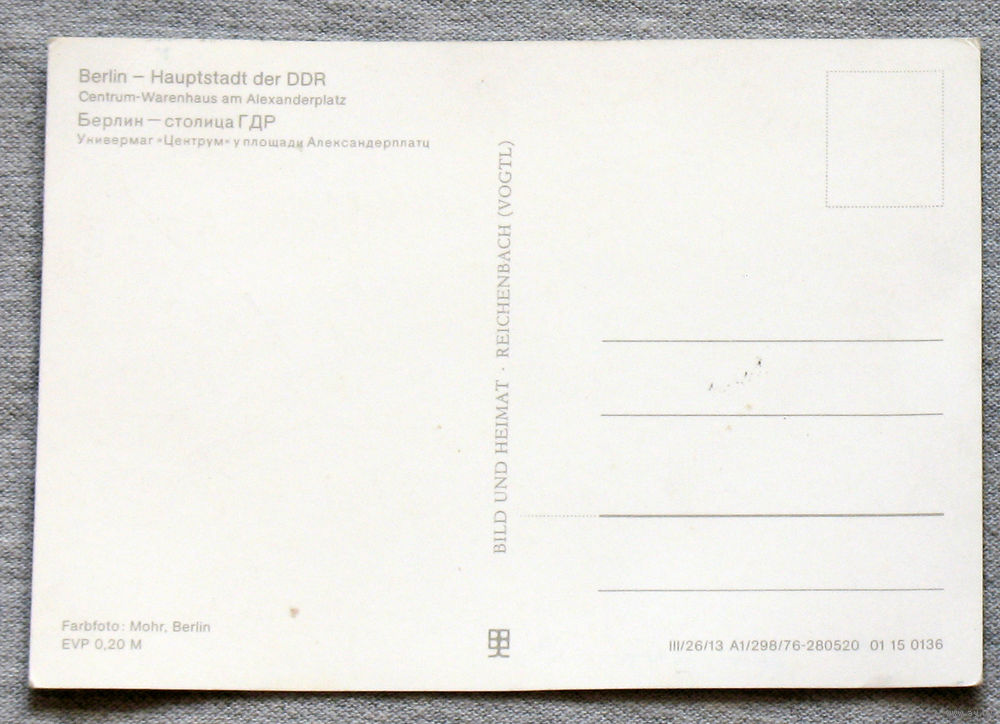 Berlin – Hauptstadt der DDR
Centrum-Warenhaus am Alexanderplatz
Берлин – столица ГДР
Универмаг «Центрум» у площади Александерплатц
BILD UND HEIMAT · REICHENBACH (VOGTL)
Farbfoto: Mohr, Berlin
EVP 0,20 M
III/26/13 A1/298/76-280520 01 15 0136